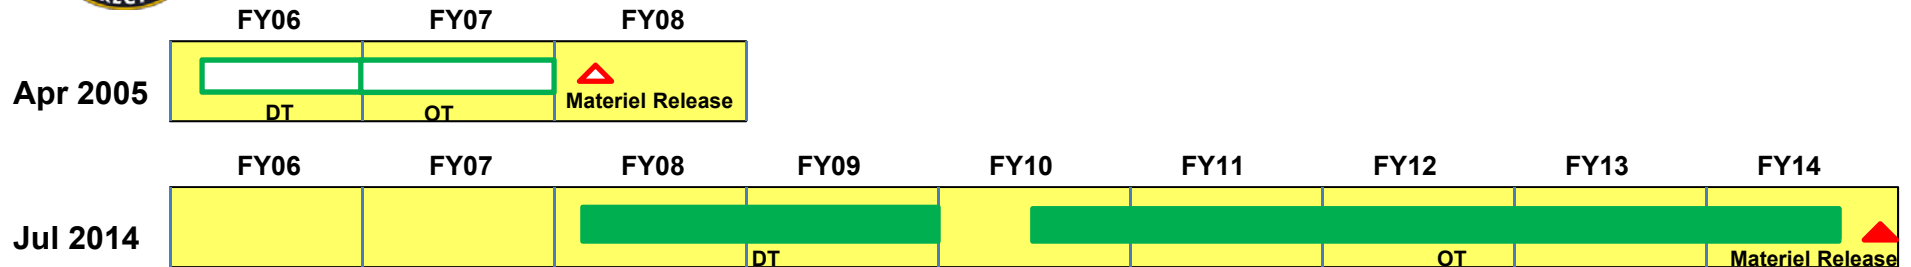 FY06 FY07 FY08
Apr 2005
Materiel Release
DT OT
FY06 FY07 FY08 FY09 FY10 FY11 FY12 FY13 FY14
Jul 2014
DT OT Materiel Release